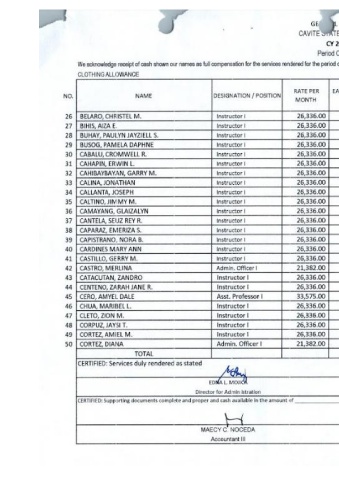 GE
CAVITE STATE
CY 2
Period C
We acknowledge receipt of cash shown our names as full compensation for the services rendered for the period
CLOTHING ALLOWANCE
NO. NAME DESIGNATION / POSITION RATE PER MONTH EA
26 BELARO, CHRISTEL M. Instructor I 26,336.00
27 BIHIS, AIZA E. Instructor I 26,336.00
28 BUHAY, PAULYN JAYZIELL S. Instructor I 26,336.00
29 BUSOG, PAMELA DAPHNE Instructor I 26,336.00
30 CABALU, CROMWELL R. Instructor I 26,336.00
31 CAHAPIN, ERWIN L. Instructor I 26,336.00
32 CAHIBAYBAYAN, GARRY M. Instructor I 26,336.00
33 CALINA, JONATHAN Instructor I 26,336.00
34 CALLANTA, JOSEPH Instructor I 26,336.00
35 CALTINO, JIMMY M. Instructor I 26,336.00
36 CAMAYANG, GLAIZALYN Instructor I 26,336.00
37 CANTELA, SEUZ REY R. Instructor I 26,336.00
38 CAPARAZ, EMERIZA S. Instructor I 26,336.00
39 CAPISTRANO, NORA B. Instructor I 26,336.00
40 CARDINES MARY ANN Instructor I 26,336.00
41 CASTILLO, GERRY M. Instructor I 26,336.00
42 CASTRO, MERLINA Admin. Officer I 21,382.00
43 CATACUTAN, ZANDRO Instructor I 26,336.00
44 CENTENO, ZARAH JANE R. Instructor I 26,336.00
45 CERO, AMYEL DALE Asst. Professor I 33,575.00
46 CHUA, MARIBEL L. Instructor I 26,336.00
47 CLETO, ZION M. Instructor I 26,336.00
48 CORPUZ, JAYSI T. Instructor I 26,336.00
49 CORTEZ, AMIEL M. Instructor I 26,336.00
50 CORTEZ, DIANA Admin. Officer I 21,382.00
TOTAL
CERTIFIED: Services duly rendered as stated
EDNA L.
Director for Administration
CERTIFIED: Supporting documents complete and proper and cash available in the amount of
MAECY C. NOCEDA
Accountant III